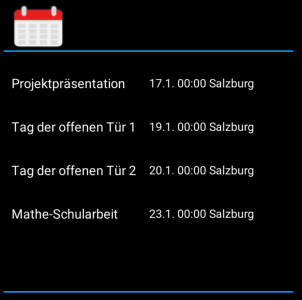 Projektpräsentation 17.1. 00:00 Salzburg
Tag der offenen Tür 1 19.1. 00:00 Salzburg
Tag der offenen Tür 2 20.1. 00:00 Salzburg
Mathe-Schularbeit 23.1. 00:00 Salzburg